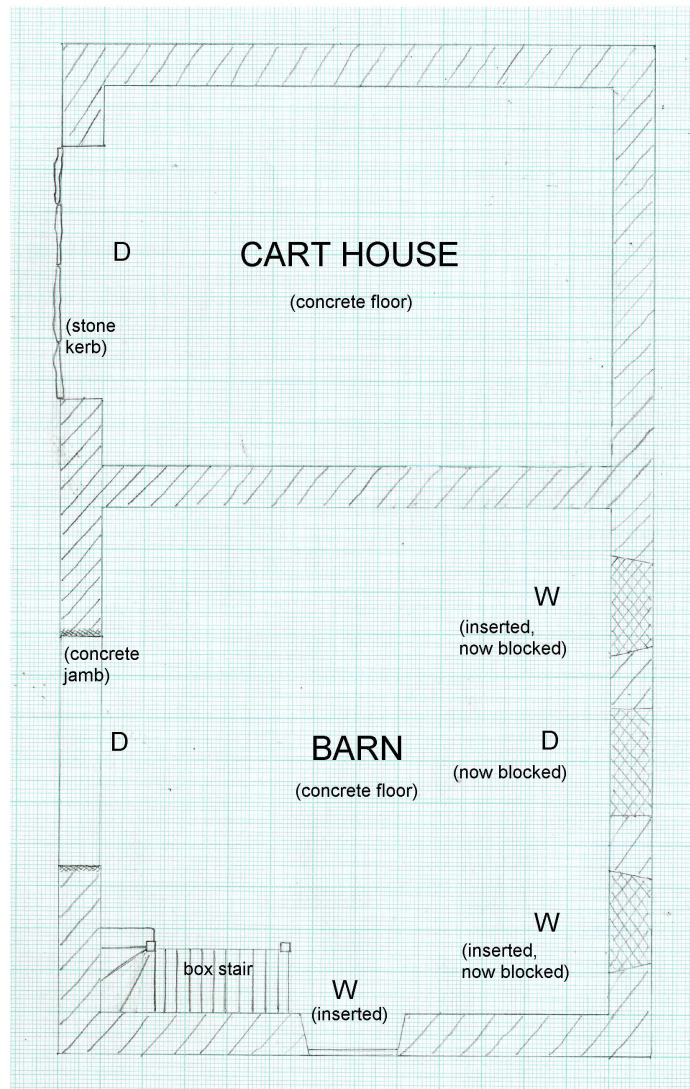 D
CART HOUSE
(concrete floor)
(stone
kerb)
W
(inserted,
now blocked)
(concrete
jamb)
D
BARN
(concrete floor)
D
(now blocked)
W
(inserted,
now blocked)
box stair
W
(inserted)